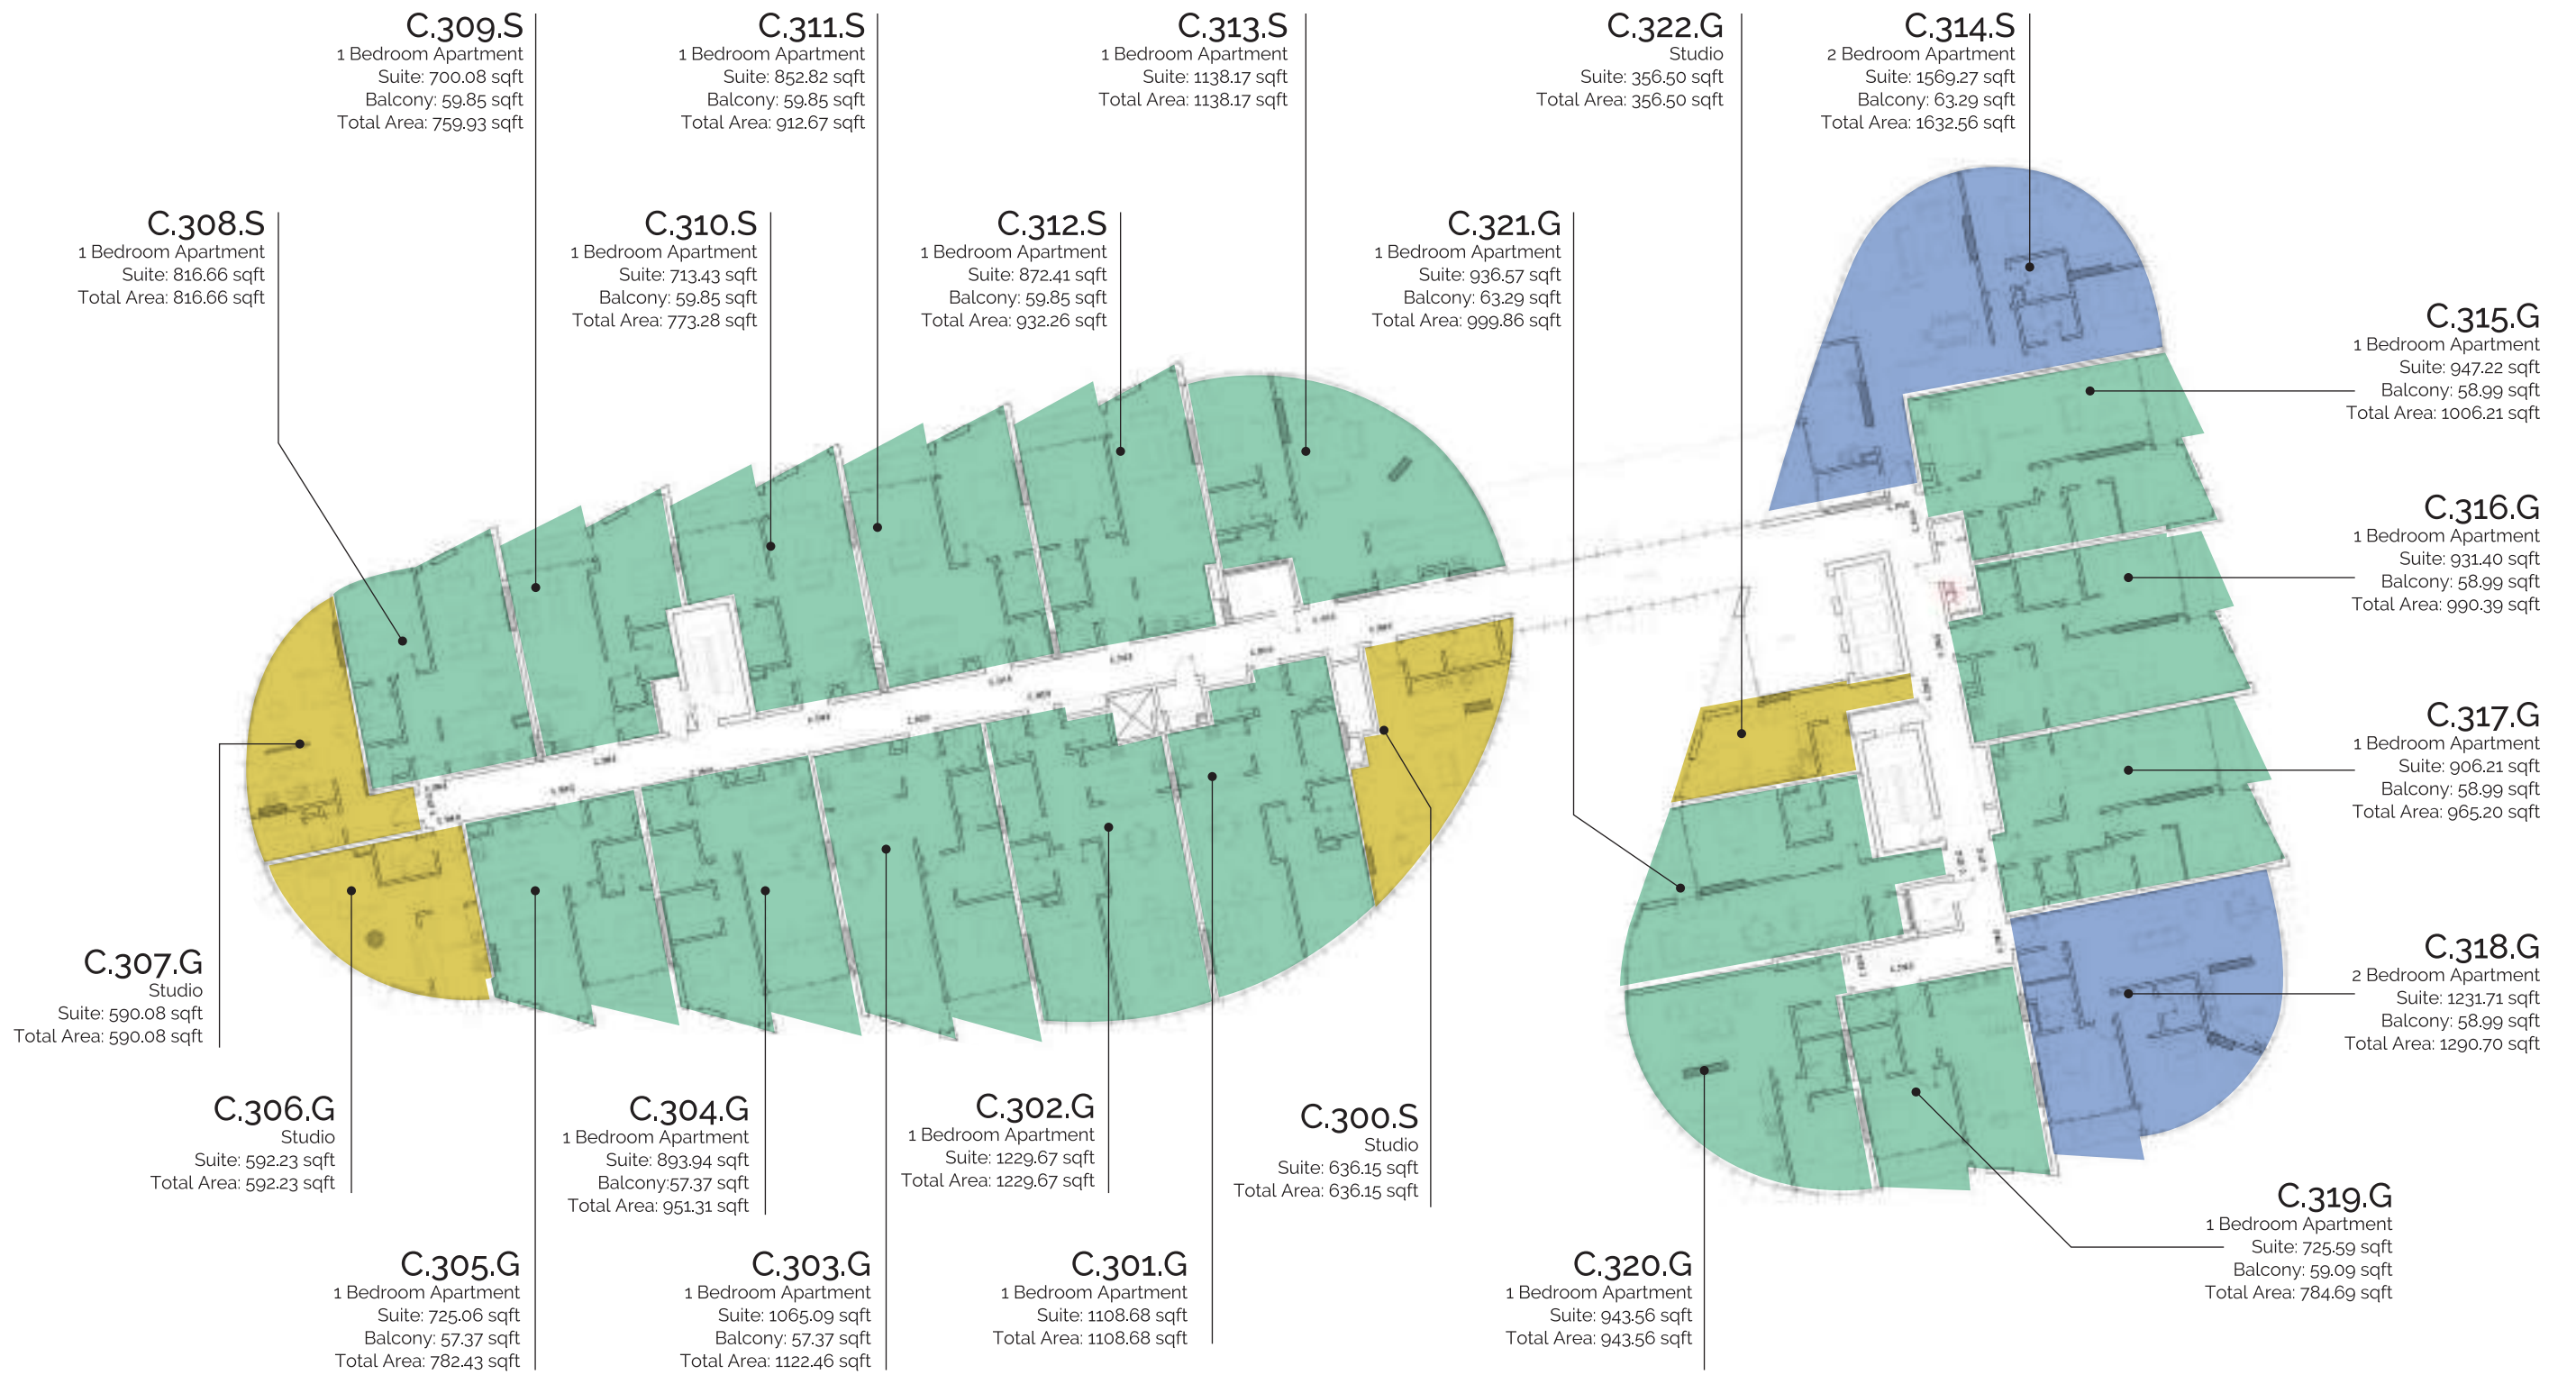 C.309.S
1 Bedroom Apartment
Suite: 700.08 sqft
Balcony: 59.85 sqft
Total Area: 759.93 sqft
C.311.S
1 Bedroom Apartment
Suite: 852.82 sqft
Balcony: 59.85 sqft
Total Area: 912.67 sqft
C.313.S
1 Bedroom Apartment
Suite: 1138.17 sqft
Total Area: 1138.17 sqft
C.322.G
Studio
Suite: 356.50 sqft
Total Area: 356.50 sqft
C.314.S
2 Bedroom Apartment
Suite: 1569.27 sqft
Balcony: 63.29 sqft
Total Area: 1632.56 sqft
C.308.S
1 Bedroom Apartment
Suite: 816.66 sqft
Total Area: 816.66 sqft
C.310.S
1 Bedroom Apartment
Suite: 713.43 sqft
Balcony: 59.85 sqft
Total Area: 773.28 sqft
C.312.S
1 Bedroom Apartment
Suite: 872.41 sqft
Balcony: 59.85 sqft
Total Area: 932.26 sqft
C.321.G
1 Bedroom Apartment
Suite: 936.57 sqft
Balcony: 63.29 sqft
Total Area: 999.86 sqft
C.315.G
1 Bedroom Apartment
Suite: 947.22 sqft
Balcony: 58.99 sqft
Total Area: 1006.21 sqft
C.316.G
1 Bedroom Apartment
Suite: 931.40 sqft
Balcony: 58.99 sqft
Total Area: 990.39 sqft
C.317.G
1 Bedroom Apartment
Suite: 906.21 sqft
Balcony: 58.99 sqft
Total Area: 965.20 sqft
C.318.G
2 Bedroom Apartment
Suite: 1231.71 sqft
Balcony: 58.99 sqft
Total Area: 1290.70 sqft
C.307.G
Studio
Suite: 590.08 sqft
Total Area: 590.08 sqft
C.306.G
Studio
Suite: 592.23 sqft
Total Area: 592.23 sqft
C.304.G
1 Bedroom Apartment
Suite: 893.94 sqft
Balcony:57.37 sqft
Total Area: 951.31 sqft
C.302.G
1 Bedroom Apartment
Suite: 1229.67 sqft
Total Area: 1229.67 sqft
C.300.S
Studio
Suite: 636.15 sqft
Total Area: 636.15 sqft
C.319.G
1 Bedroom Apartment
Suite: 725.59 sqft
Balcony: 59.09 sqft
Total Area: 784.69 sqft
C.305.G
1 Bedroom Apartment
Suite: 725.06 sqft
Balcony: 57.37 sqft
Total Area: 782.43 sqft
C.303.G
1 Bedroom Apartment
Suite: 1065.09 sqft
Balcony: 57.37 sqft
Total Area: 1122.46 sqft
C.301.G
1 Bedroom Apartment
Suite: 1108.68 sqft
Total Area: 1108.68 sqft
C.320.G
1 Bedroom Apartment
Suite: 943.56 sqft
Total Area: 943.56 sqft